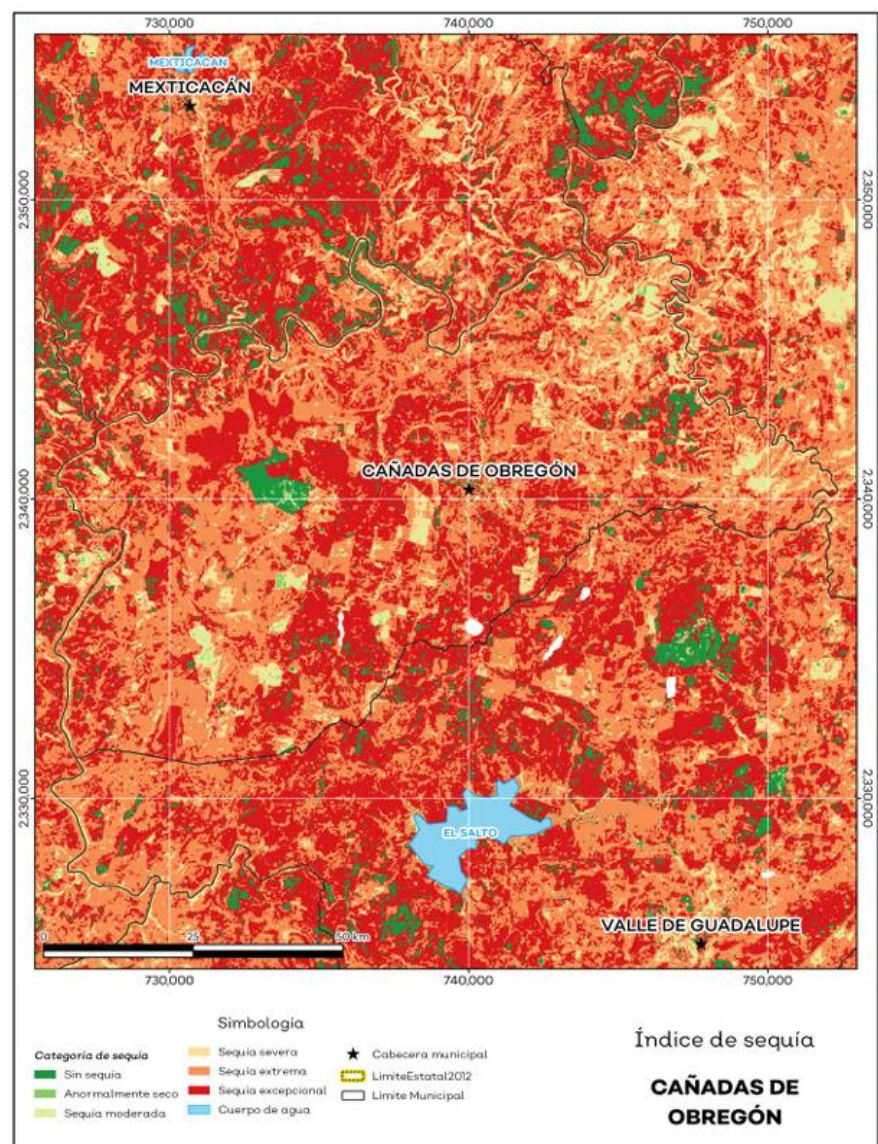 730,000 740,000 750,000
MEXTICACÁN
MEXTICACÁN
2,350,000 2,350,000
CAÑADAS DE OBREGÓN
2,340,000 2,340,000
2,330,000 2,330,000
EL SALTO
VALLE DE GUADALUPE
0 25 50 km
730,000 740,000 750,000
Simbología
Categoría de sequía
Sin sequía
Anormalmente seco
Sequía moderada
Sequía severa
Sequía extrema
Sequía excepcional
Cuerpo de agua
Cabecera municipal
LimiteEstatal2012
Límite Municipal
Índice de sequía
CAÑADAS DE
OBREGÓN